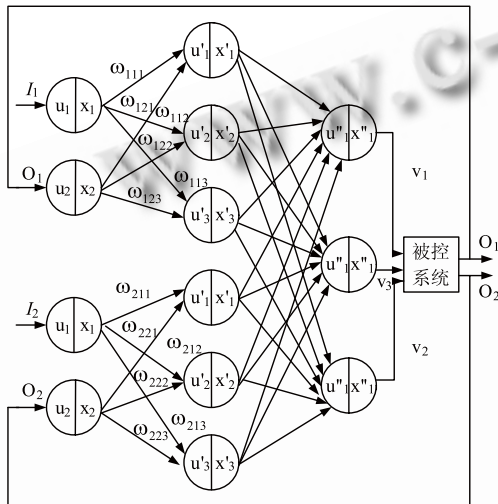 I₁
u₁ x₁
O₁
u₂ x₂
I₂
u₁ x₁
O₂
u₂ x₂
ω₁₁₁
ω₁₂₁
ω₁₁₂
ω₁₂₂
ω₁₁₃
ω₁₂₃
ω₂₁₁
ω₂₂₁
ω₂₁₂
ω₂₂₂
ω₂₁₃
ω₂₂₃
u'₁ x'₁
u'₂ x'₂
u'₃ x'₃
u'₁ x'₁
u'₂ x'₂
u'₃ x'₃
u''₁ x''₁
u''₁ x''₁
u''₁ x''₁
v₁
v₃
v₂
被控
系统
O₁
O₂
www.c-